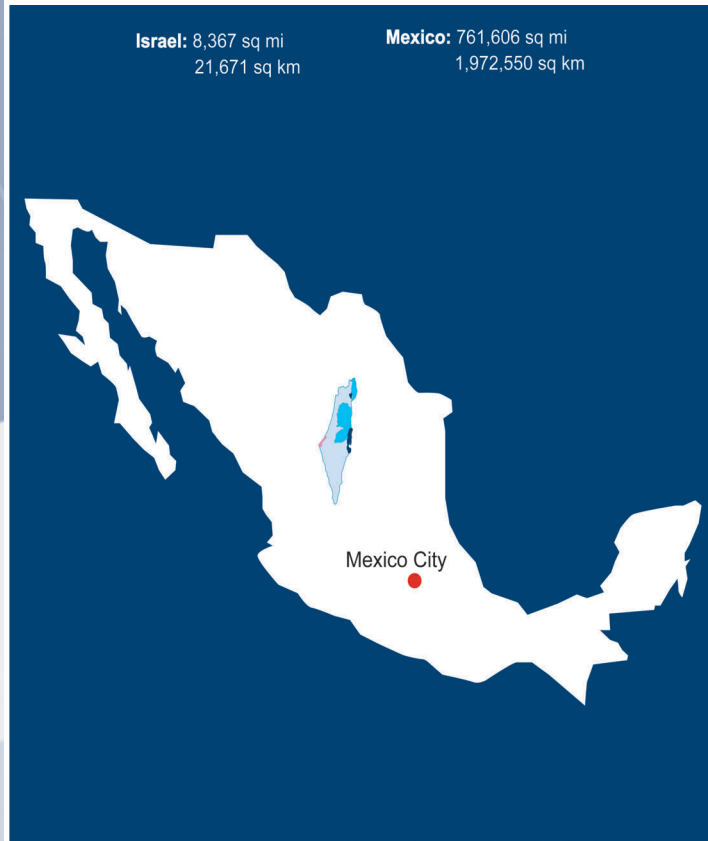 Israel: 8,367 sq mi
21,671 sq km
Mexico: 761,606 sq mi
1,972,550 sq km
Mexico City